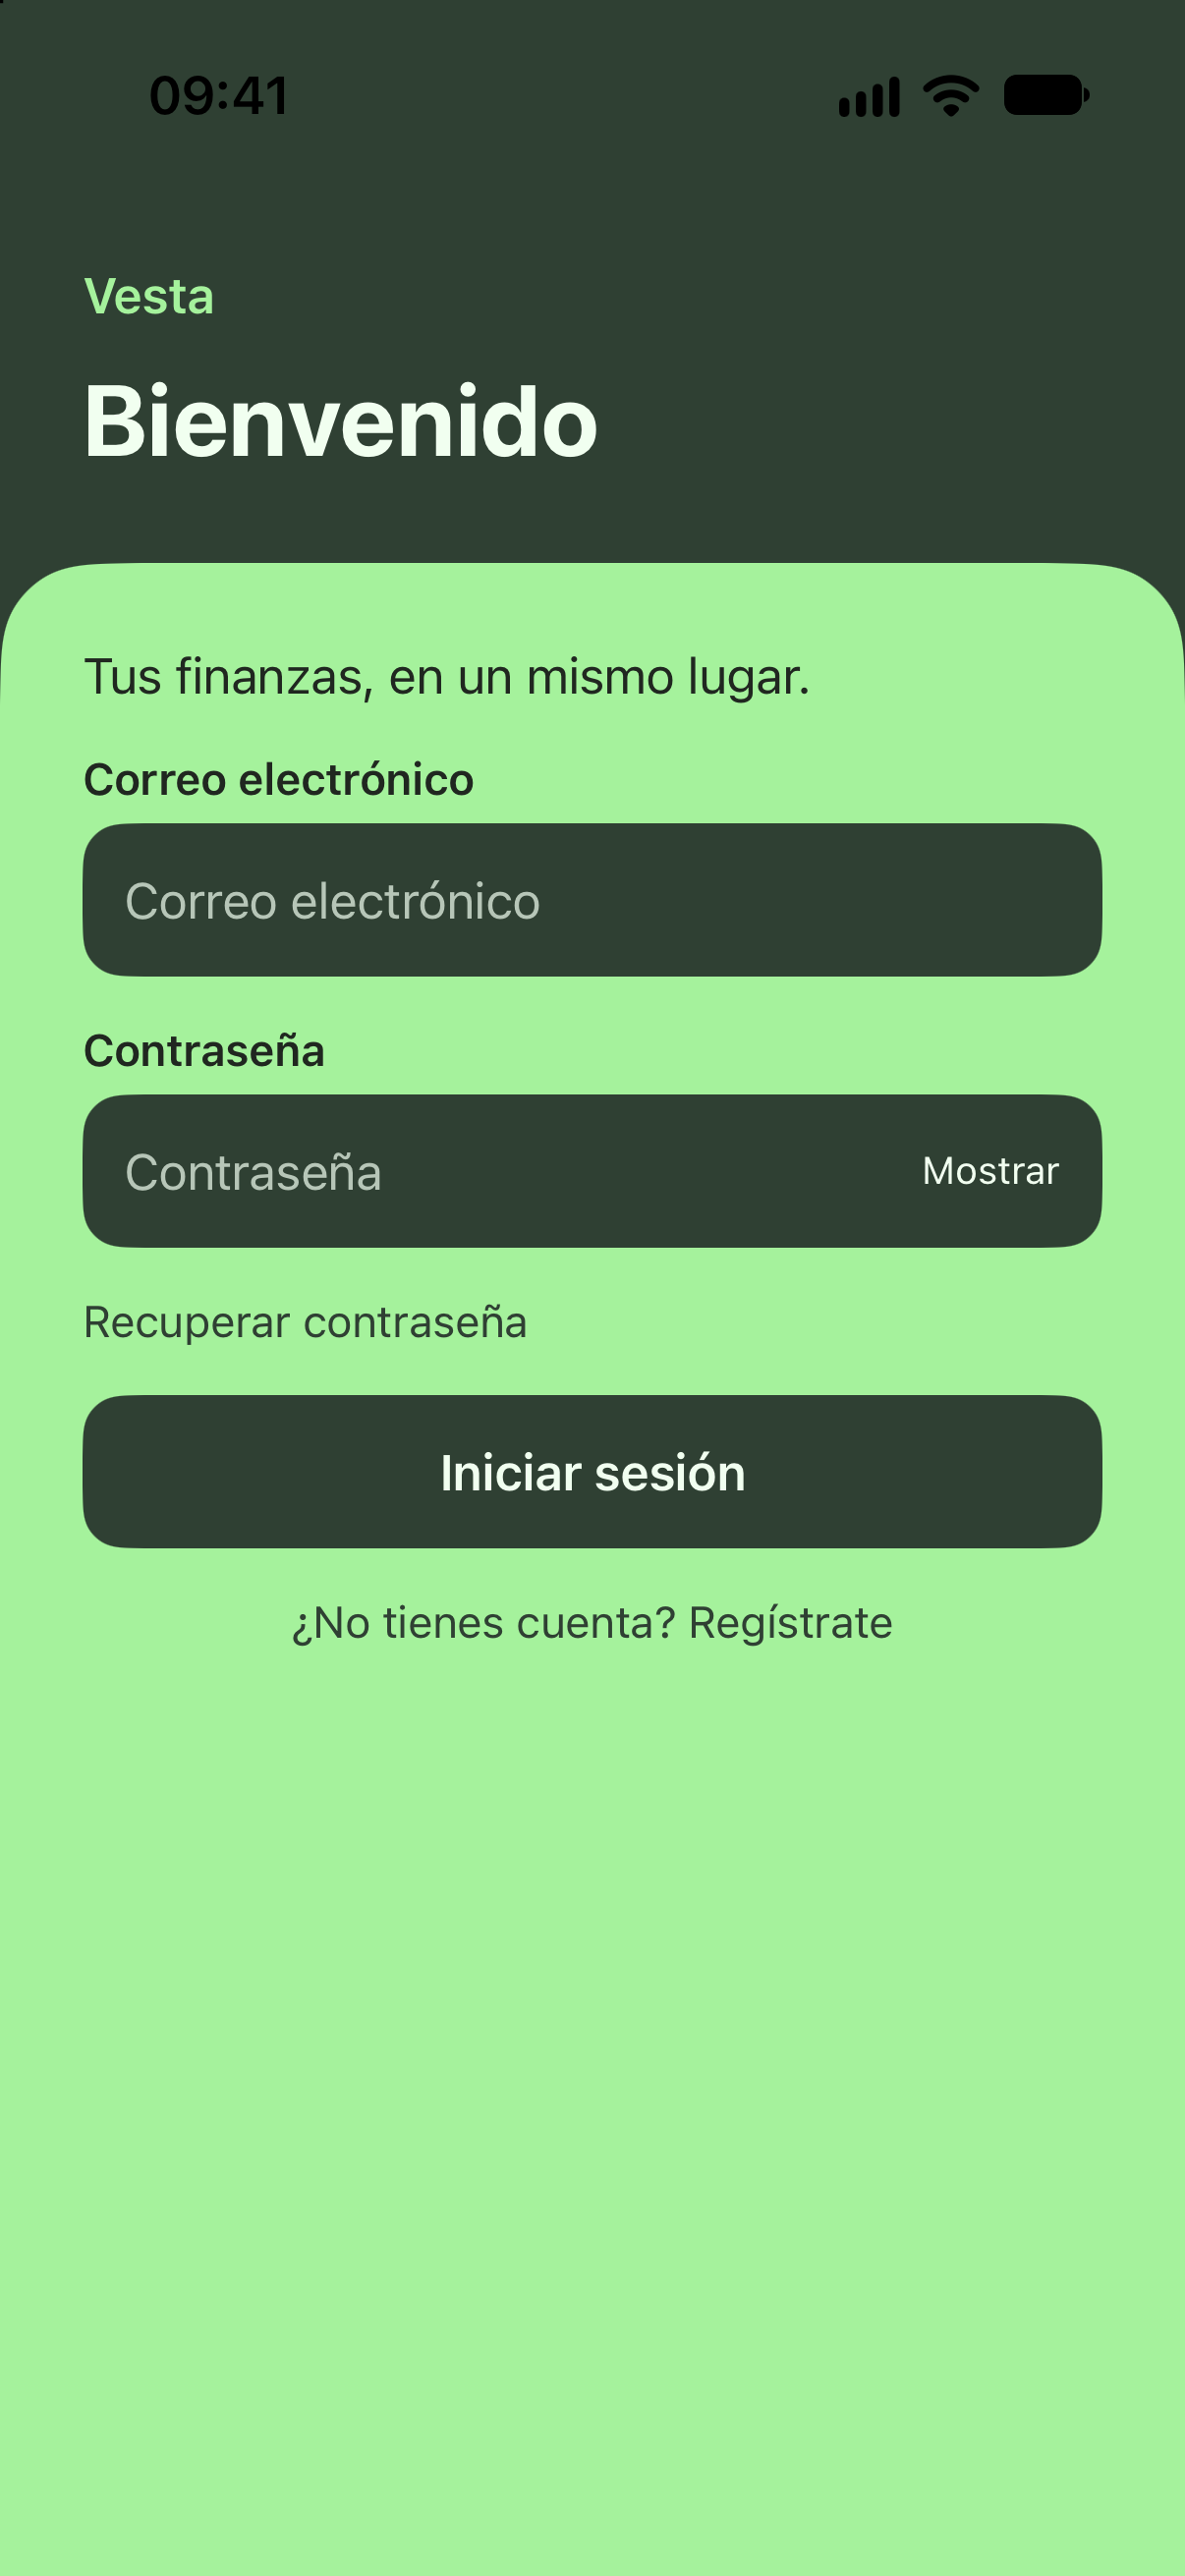 09:41
Vesta
Bienvenido
Tus finanzas, en un mismo lugar.
Correo electrónico
Correo electrónico
Contraseña
Contraseña
Mostrar
Recuperar contraseña
Iniciar sesión
¿No tienes cuenta? Regístrate